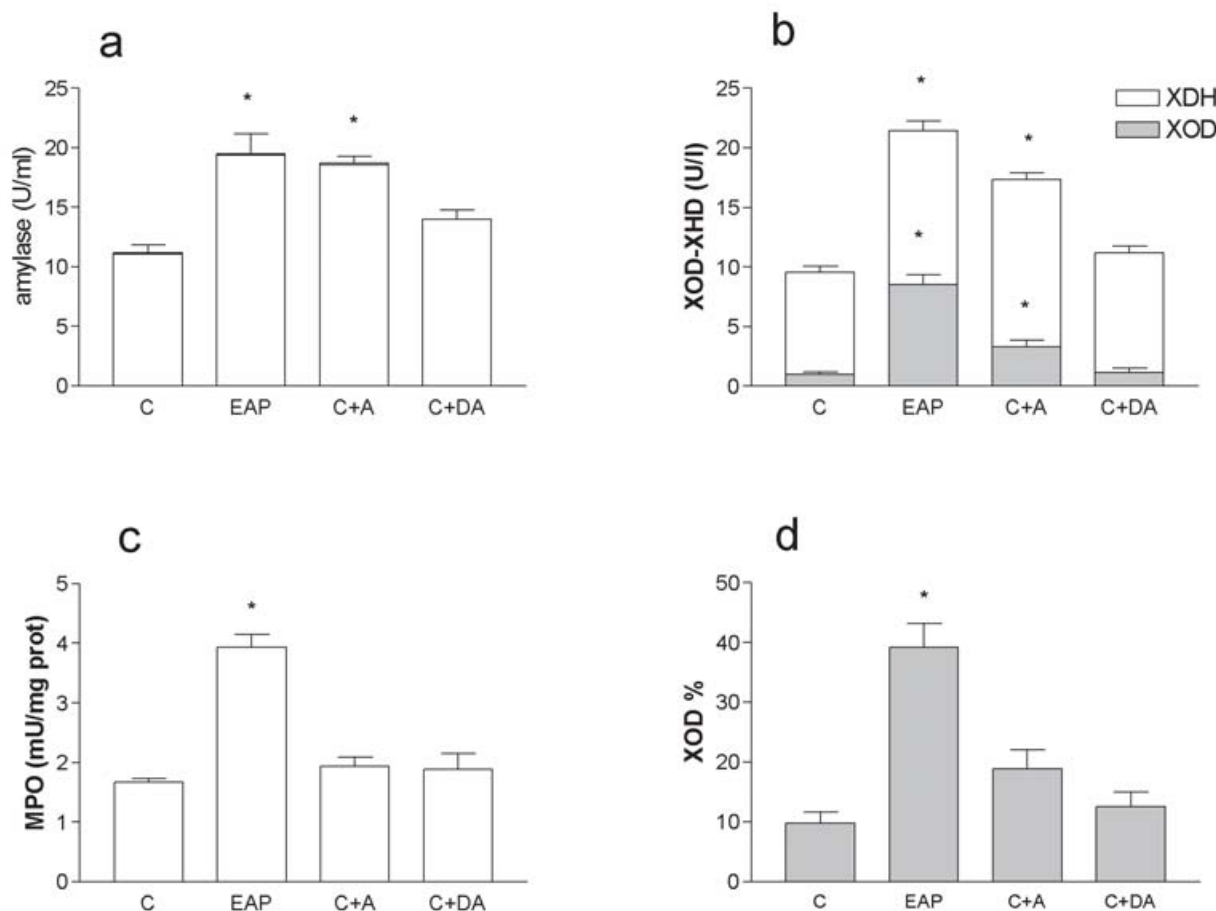 a
25
20
15
10
5
0
amylase (U/ml)
*
*
C EAP C+A C+DA
b
25
20
15
10
5
0
XOD-XHD (U/l)
*
*
*
*
XDH
XOD
C EAP C+A C+DA
c
5
4
3
2
1
0
MPO (mU/mg prot)
*
C EAP C+A C+DA
d
50
40
30
20
10
0
XOD %
*
C EAP C+A C+DA